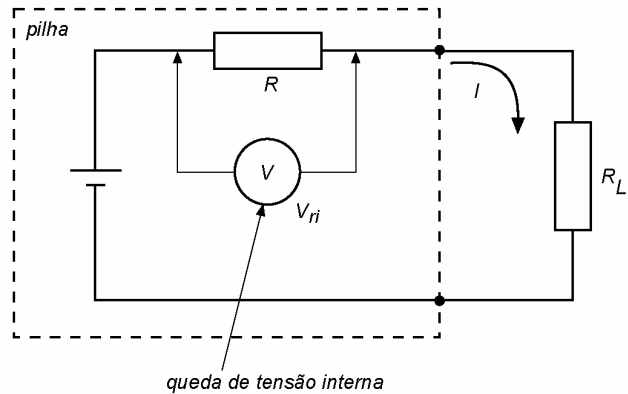 pilha
R
I
V
V_ri
R_L
queda de tensão interna